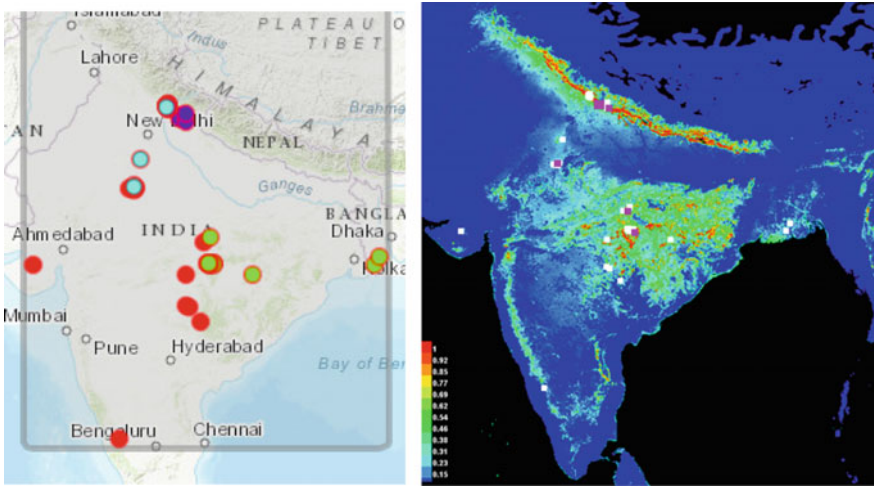 Islamabad
PLATEAU O
TIBET
Indus
Lahore
HIMALAYA
Brahm
New Delhi
TAN
NEPAL
Ganges
BANGLA
INDIA
Dhaka
Ahmedabad
Kolka
Mumbai
Pune
Hyderabad
Bay of Ben
Bengaluru
Chennai
1
0.92
0.85
0.77
0.69
0.62
0.54
0.46
0.38
0.31
0.23
0.15